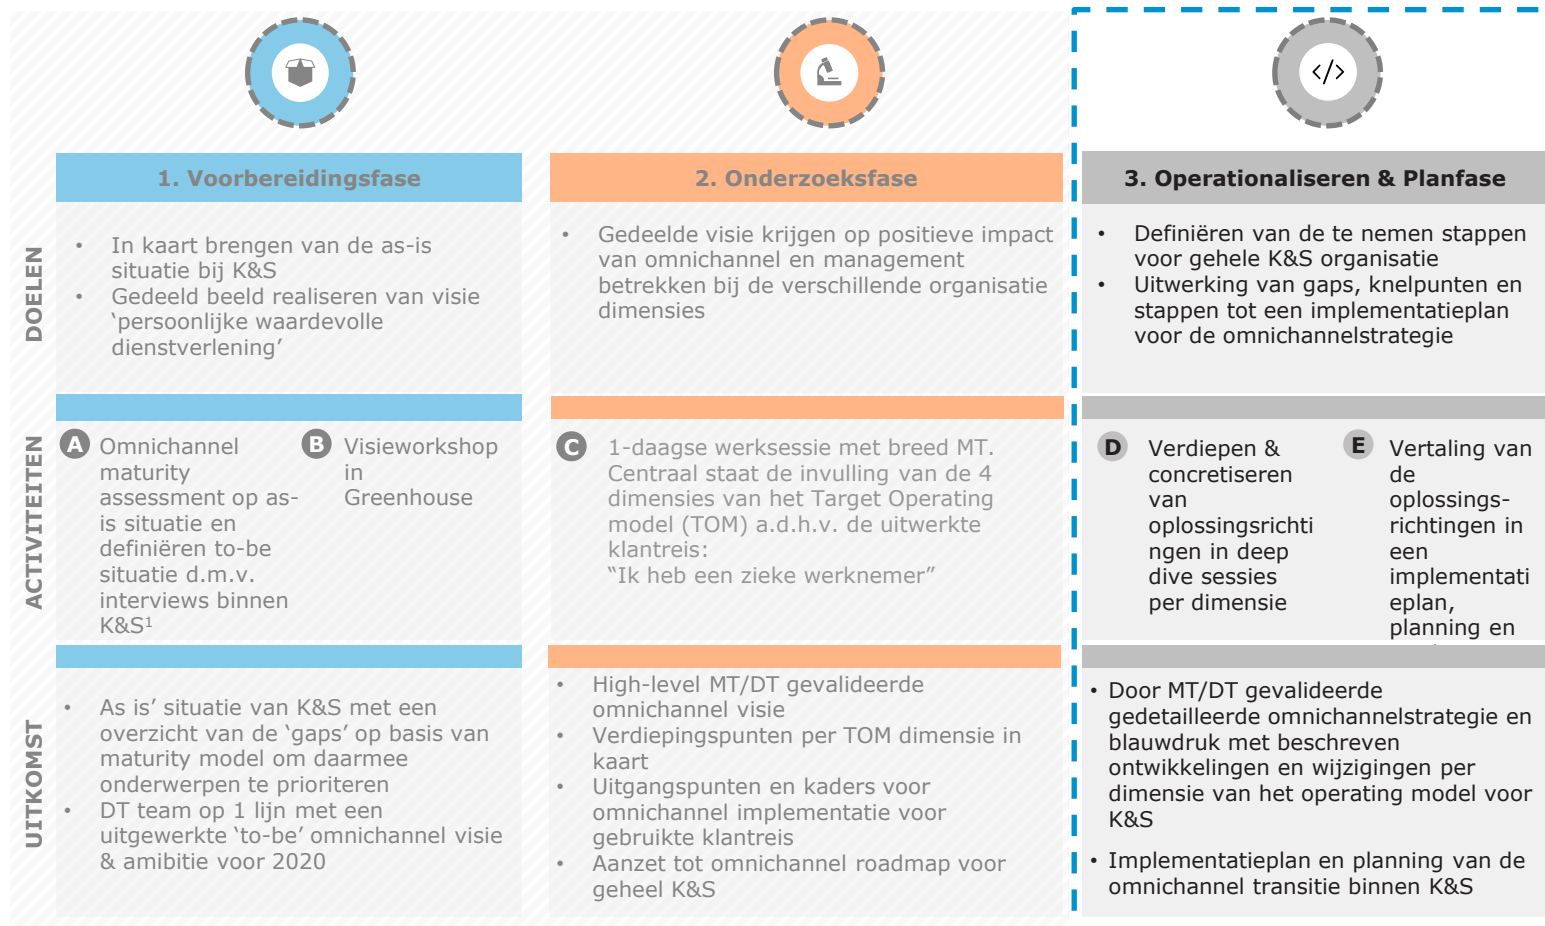 </>
1. Voorbereidingsfase
2. Onderzoeksfase
3. Operationaliseren & Planfase
DOELEN
• In kaart brengen van de as-is
situatie bij K&S
• Gedeeld beeld realiseren van visie
‘persoonlijke waardevolle
dienstverlening’
• Gedeelde visie krijgen op positieve impact
van omnichannel en management
betrekken bij de verschillende organisatie
dimensies
• Definiëren van de te nemen stappen
voor gehele K&S organisatie
• Uitwerking van gaps, knelpunten en
stappen tot een implementatieplan
voor de omnichannelstrategie
ACTIVITEITEN
A Omnichannel
maturity
assessment op as-
is situatie en
definiëren to-be
situatie d.m.v.
interviews binnen
K&S¹
B Visieworkshop
in
Greenhouse
C 1-daagse werksessie met breed MT.
Centraal staat de invulling van de 4
dimensies van het Target Operating
model (TOM) a.d.h.v. de uitwerkte
klantreis:
“Ik heb een zieke werknemer”
D Verdiepen &
concretiseren
van
oplossingsrichti
ngen in deep
dive sessies
per dimensie
E Vertaling van
de
oplossings-
richtingen in
een
implementati
eplan,
planning en
UITKOMST
• As is’ situatie van K&S met een
overzicht van de ‘gaps’ op basis van
maturity model om daarmee
onderwerpen te prioriteren
• DT team op 1 lijn met een
uitgewerkte ‘to-be’ omnichannel visie
& amibitie voor 2020
• High-level MT/DT gevalideerde
omnichannel visie
• Verdiepingspunten per TOM dimensie in
kaart
• Uitgangspunten en kaders voor
omnichannel implementatie voor
gebruikte klantreis
• Aanzet tot omnichannel roadmap voor
geheel K&S
• Door MT/DT gevalideerde
gedetailleerde omnichannelstrategie en
blauwdruk met beschreven
ontwikkelingen en wijzigingen per
dimensie van het operating model voor
K&S
• Implementatieplan en planning van de
omnichannel transitie binnen K&S